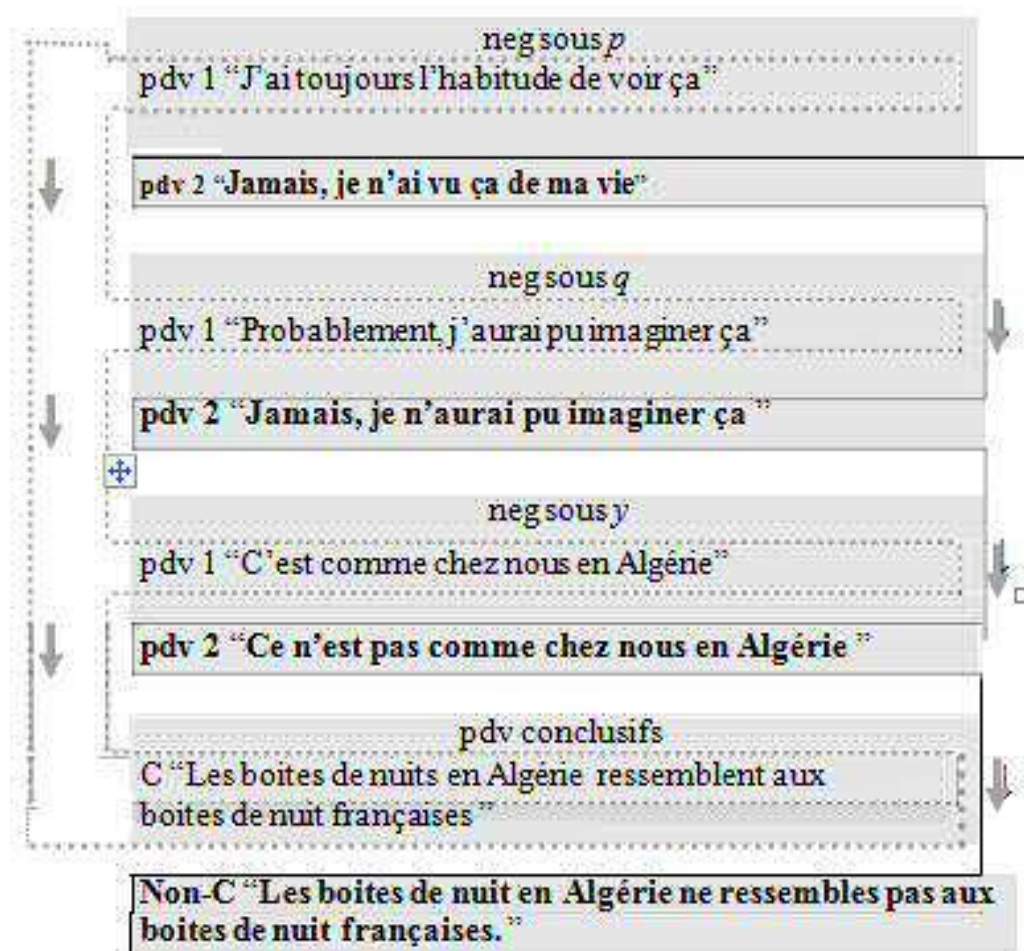 neg sous p
pdv 1 “J'ai toujours l'habitude de voir ça”
pdv 2 “Jamais, je n'ai vu ça de ma vie”
neg sous q
pdv 1 “Probablement, j'aurai pu imaginer ça”
pdv 2 “Jamais, je n'aurai pu imaginer ça”
neg sous y
pdv 1 “C'est comme chez nous en Algérie”
pdv 2 “Ce n'est pas comme chez nous en Algérie”
pdv conclusifs
C “Les boites de nuits en Algérie ressemblent aux
boites de nuit françaises”
Non-C “Les boites de nuit en Algérie ne ressembles pas aux
boites de nuit françaises.”